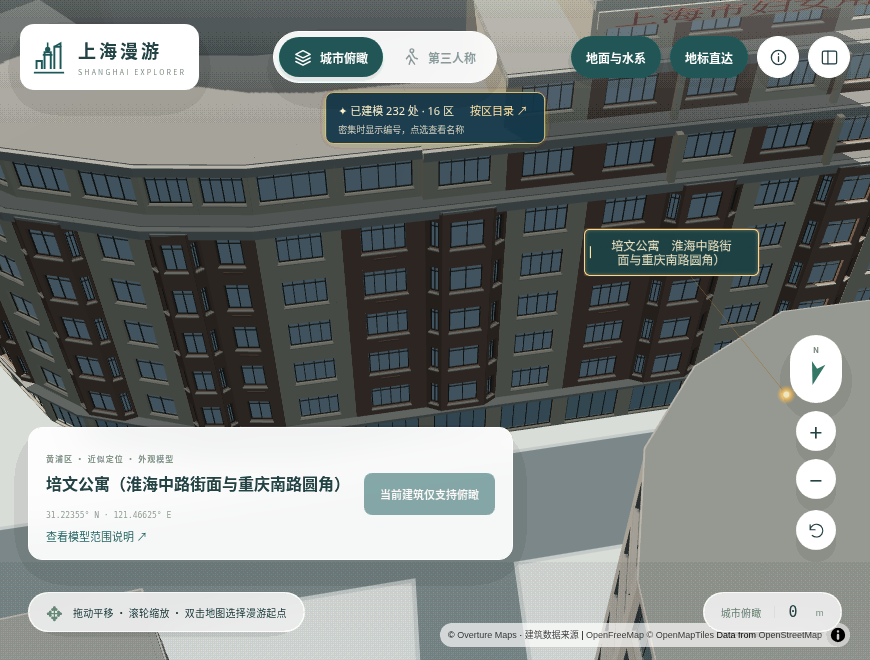 上海市妇女
上海漫游
SHANGHAI EXPLORER
城市俯瞰
第三人称
地面与水系
地标直达
✦ 已建模 232 处 · 16 区 按区目录 ↗
密集时显示编号，点选查看名称
培文公寓 淮海中路街
面与重庆南路圆角）
N
黄浦区 · 近似定位 · 外观模型
培文公寓（淮海中路街面与重庆南路圆角）
当前建筑仅支持俯瞰
31.22355° N · 121.46625° E
查看模型范围说明 ↗
拖动平移 · 滚轮缩放 · 双击地图选择漫游起点
城市俯瞰 0 m
© Overture Maps · 建筑数据来源 | OpenFreeMap © OpenMapTiles Data from OpenStreetMap